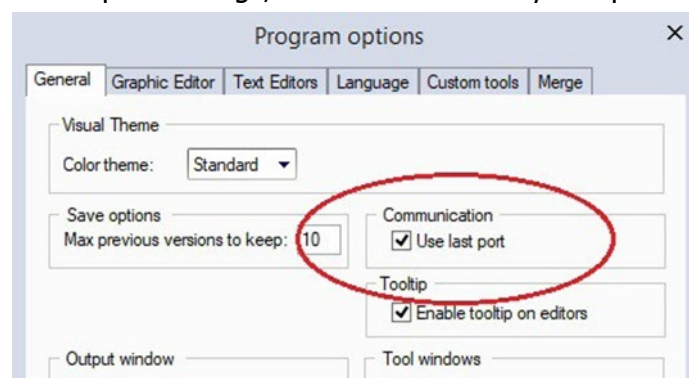 Program options
General Graphic Editor Text Editors Language Custom tools Merge
Visual Theme
Color theme: Standard
Save options
Max previous versions to keep: 10
Communication
Use last port
Tooltip
Enable tooltip on editors
Output window
Tool windows